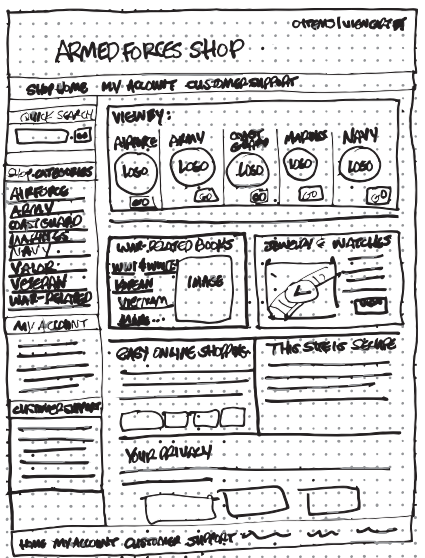 ARMED FORCES SHOP
SHOP HOME MY ACCOUNT CUSTOMER SUPPORT
QUICK SEARCH
GO
SHOP CATEGORIES
AIRFORCE
ARMY
COAST GUARD
MARINES
NAVY
VALOR
VETERAN
WAR-RELATED
MY ACCOUNT
CUSTOMER SUPPORT
VIEW BY:
AIRFORCE ARMY COAST GUARD MARINES NAVY
LOGO LOGO LOGO LOGO LOGO
GO GO GO GO GO
WAR-RELATED BOOKS
WWI & WWII
KOREAN
VIETNAM
MORE...
IMAGE
JEWELRY & WATCHES
EASY ONLINE SHOPPING
THIS SITE IS SECURE
YOUR PRIVACY
HOME MY ACCOUNT CUSTOMER SUPPORT